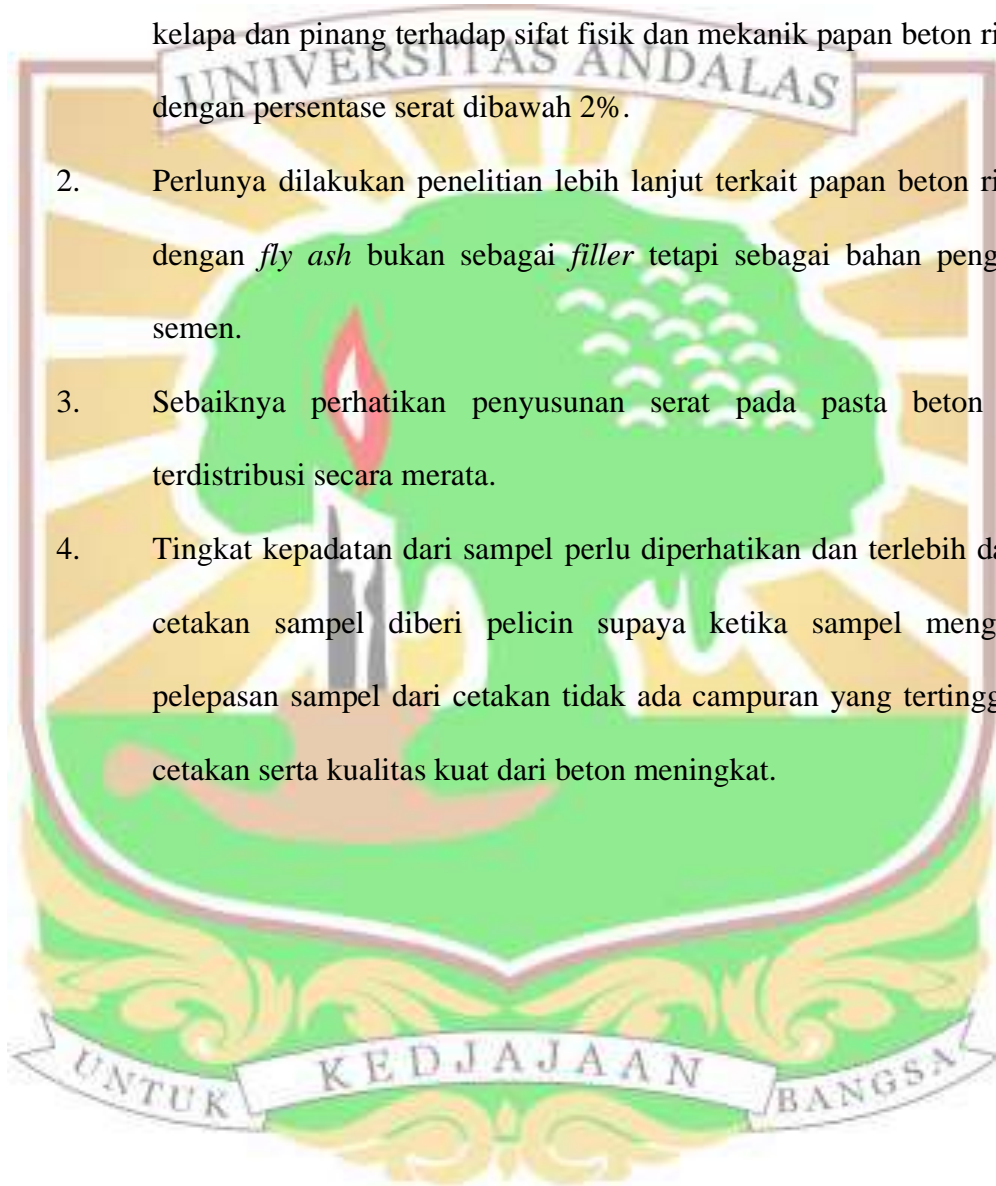 kelapa dan pinang terhadap sifat fisik dan mekanik papan beton ri
UNIVERSITAS ANDALAS
dengan persentase serat dibawah 2%.
2. Perlunya dilakukan penelitian lebih lanjut terkait papan beton ri
dengan fly ash bukan sebagai filler tetapi sebagai bahan peng
semen.
3. Sebaiknya perhatikan penyusunan serat pada pasta beton
terdistribusi secara merata.
4. Tingkat kepadatan dari sampel perlu diperhatikan dan terlebih da
cetakan sampel diberi pelicin supaya ketika sampel meng
pelepasan sampel dari cetakan tidak ada campuran yang tertingg
cetakan serta kualitas kuat dari beton meningkat.
UNTUK KEDJAJAAN BANGSA